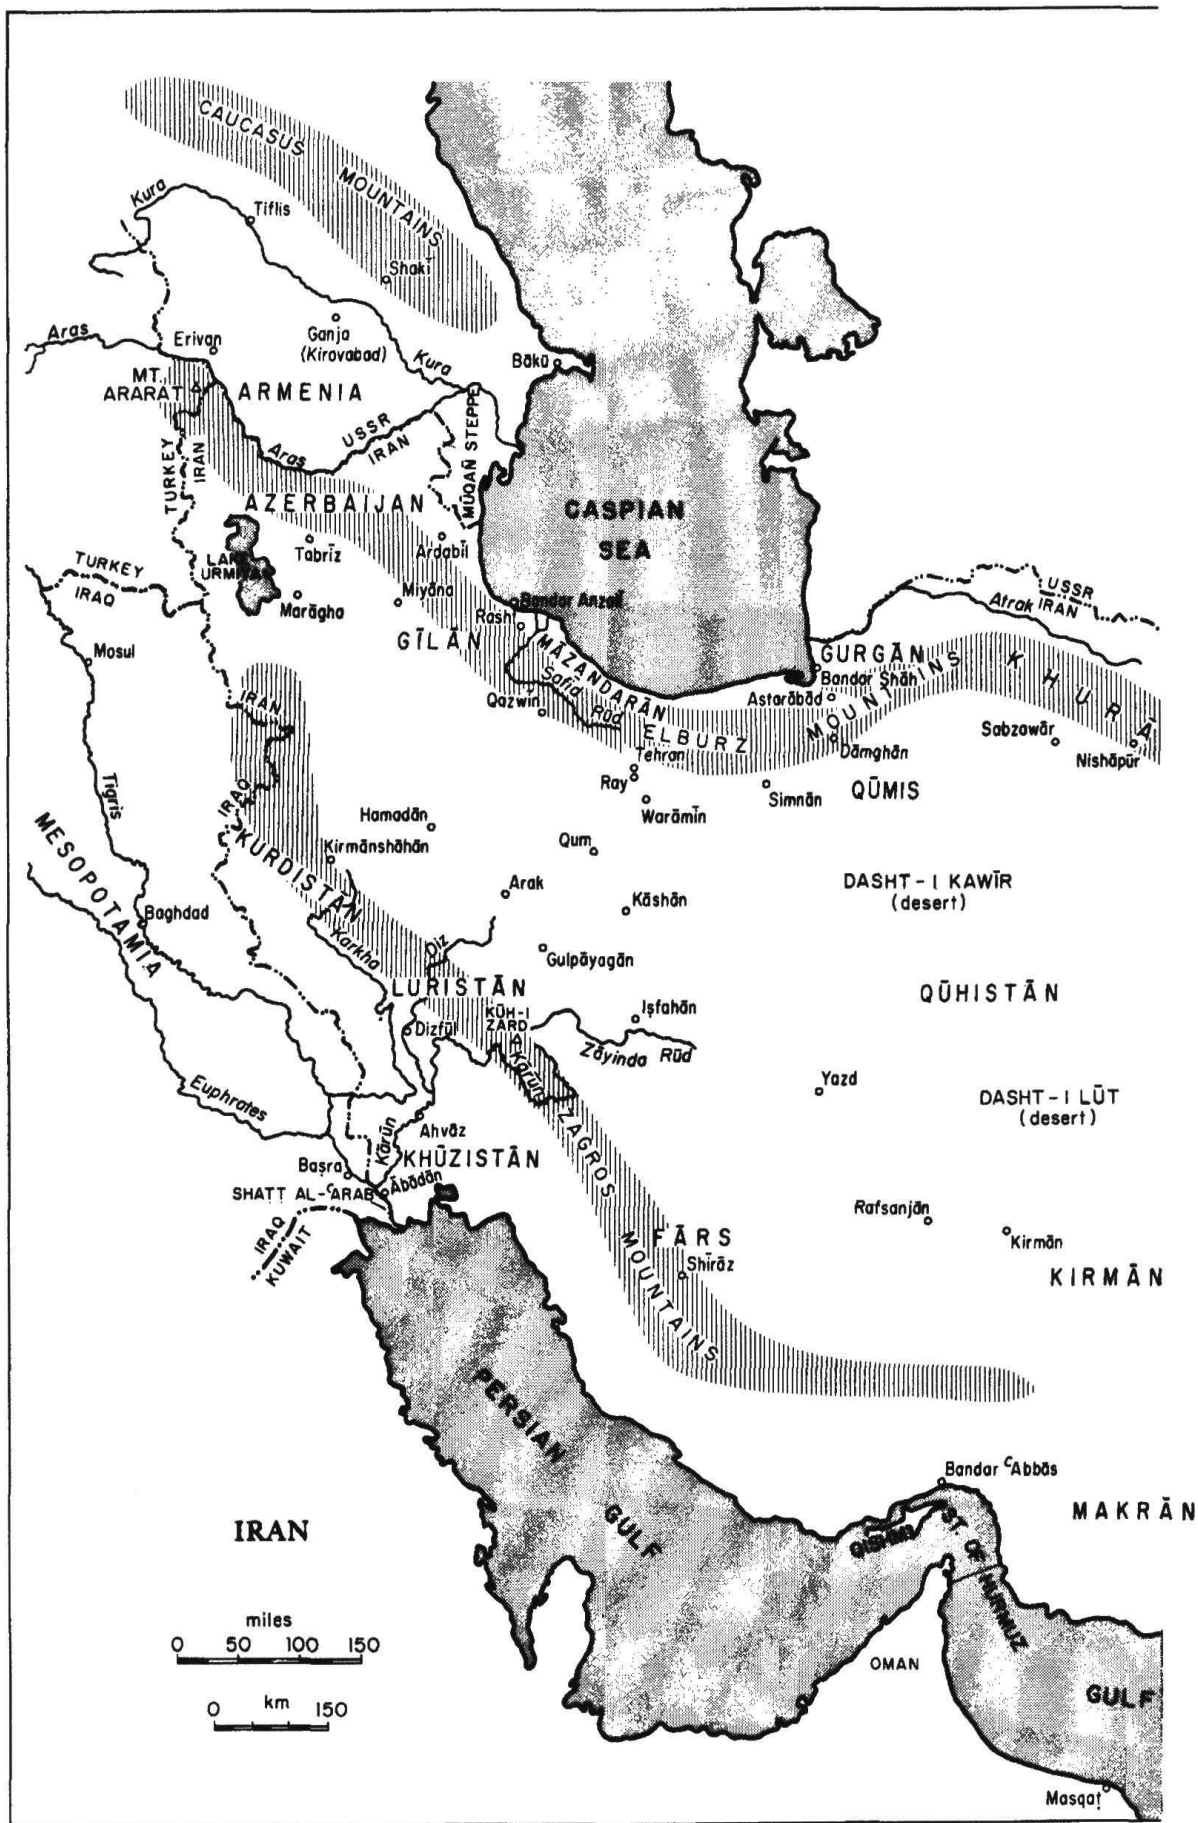 CAUCASUS
MOUNTAINS
Kura
Tiflis
Shakī
Aras
Erivan
Ganja
(Kirovabad)
Kura
Bākū
MT.
ARARAT
ARMENIA
USSR
IRAN
MŪQAN STEPPE
TURKEY
IRAN
Aras
AZERBAIJAN
CASPIAN
SEA
Tabrīz
Ardabīl
LAKE
URMIYA
TURKEY
IRAQ
Miyāna
Marāgha
Bandar Anzalī
Rasht
USSR
IRAN
Atrak
Mosul
GĪLĀN
MĀZANDARĀN
Safīd
Rūd
GURGĀN
Bandar Shāh
Astarābād
MOUNTAINS
KHURĀ
IRAN
IRAQ
Qazwīn
ELBURZ
Tehran
Ray
Dāmghān
Sabzawār
Nishāpūr
Warāmīn
Simnān
QŪMIS
Tigris
Hamadān
Kirmānshāhān
Qum
MESOPOTAMIA
KURDISTĀN
Arak
Kāshān
DASHT-I KAWĪR
(desert)
Baghdad
Karkha
Diz
Gulpāyagān
LURISTĀN
QŪHISTĀN
KŪH-I
ZARD
Iṣfahān
Dizfūl
Zāyinda Rūd
Kārūn
Yazd
DASHT-I LŪT
(desert)
Euphrates
Kārūn
Ahvāz
ZAGROS
MOUNTAINS
KHŪZISTĀN
Baṣra
SHATT AL-ᶜARAB
Ābādān
Rafsanjān
Kirmān
IRAQ
KUWAIT
FĀRS
Shīrāz
KIRMĀN
PERSIAN
GULF
Bandar ᶜAbbās
MAKRĀN
IRAN
QISHM
ST. OF
HURMUZ
miles
0 50 100 150
km
0 150
OMAN
GULF
Masqaṭ